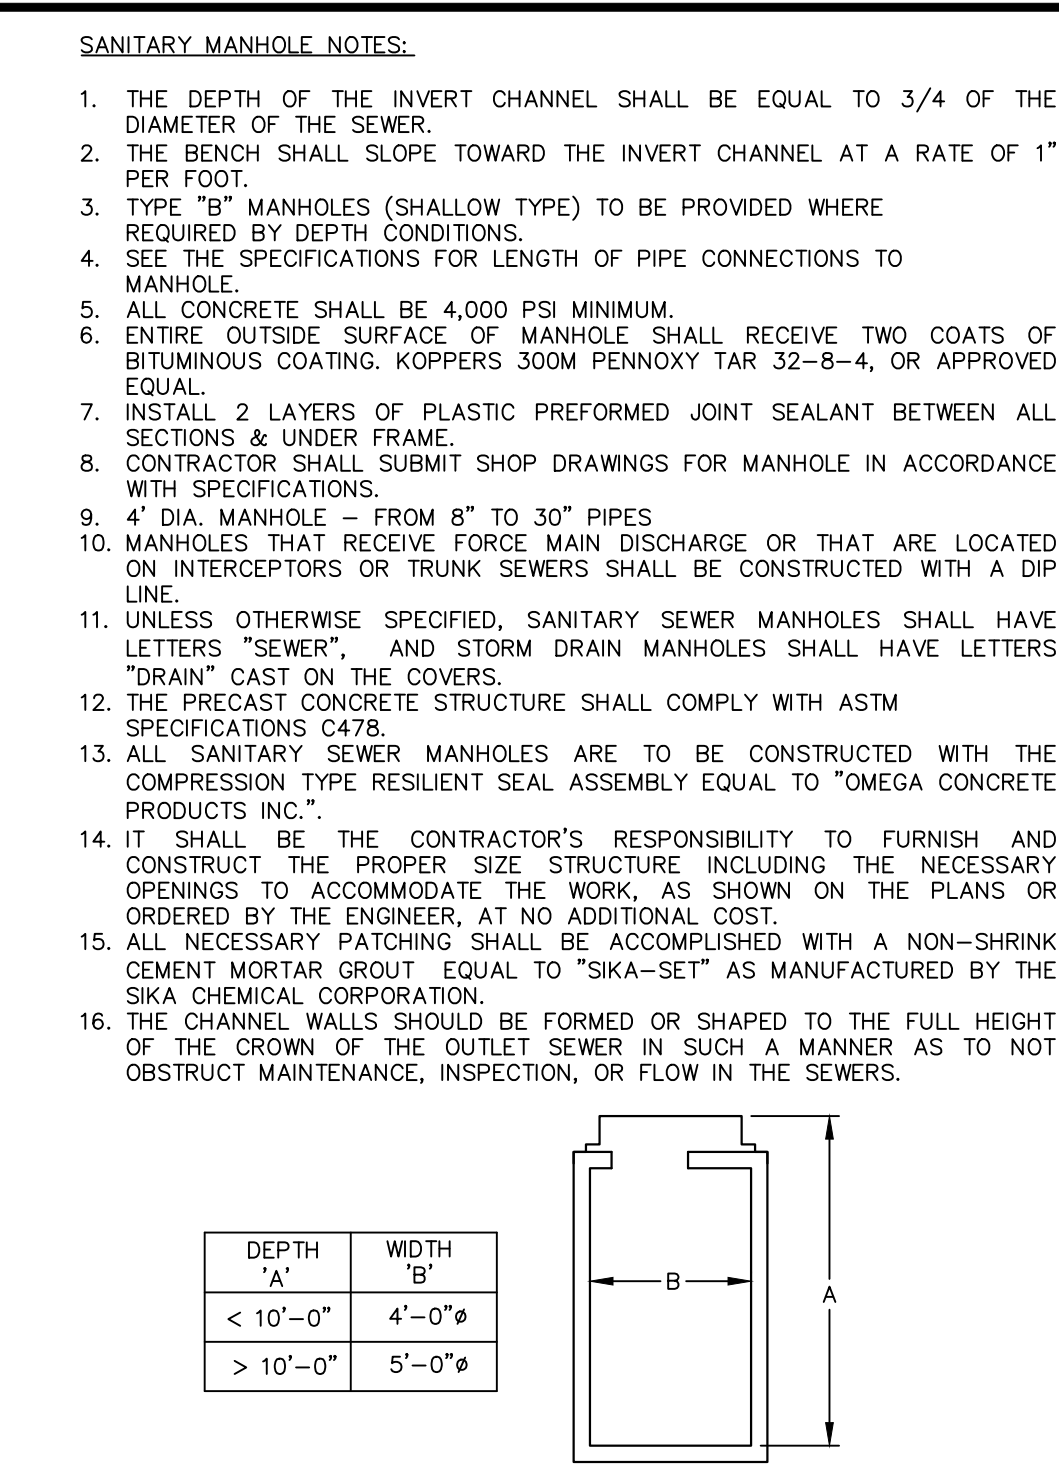 SANITARY MANHOLE NOTES:
1. THE DEPTH OF THE INVERT CHANNEL SHALL BE EQUAL TO 3/4 OF THE
DIAMETER OF THE SEWER.
2. THE BENCH SHALL SLOPE TOWARD THE INVERT CHANNEL AT A RATE OF 1"
PER FOOT.
3. TYPE "B" MANHOLES (SHALLOW TYPE) TO BE PROVIDED WHERE
REQUIRED BY DEPTH CONDITIONS.
4. SEE THE SPECIFICATIONS FOR LENGTH OF PIPE CONNECTIONS TO
MANHOLE.
5. ALL CONCRETE SHALL BE 4,000 PSI MINIMUM.
6. ENTIRE OUTSIDE SURFACE OF MANHOLE SHALL RECEIVE TWO COATS OF
BITUMINOUS COATING. KOPPERS 300M PENNOXY TAR 32-8-4, OR APPROVED
EQUAL.
7. INSTALL 2 LAYERS OF PLASTIC PREFORMED JOINT SEALANT BETWEEN ALL
SECTIONS & UNDER FRAME.
8. CONTRACTOR SHALL SUBMIT SHOP DRAWINGS FOR MANHOLE IN ACCORDANCE
WITH SPECIFICATIONS.
9. 4' DIA. MANHOLE - FROM 8" TO 30" PIPES
10. MANHOLES THAT RECEIVE FORCE MAIN DISCHARGE OR THAT ARE LOCATED
ON INTERCEPTORS OR TRUNK SEWERS SHALL BE CONSTRUCTED WITH A DIP
LINE.
11. UNLESS OTHERWISE SPECIFIED, SANITARY SEWER MANHOLES SHALL HAVE
LETTERS "SEWER", AND STORM DRAIN MANHOLES SHALL HAVE LETTERS
"DRAIN" CAST ON THE COVERS.
12. THE PRECAST CONCRETE STRUCTURE SHALL COMPLY WITH ASTM
SPECIFICATIONS C478.
13. ALL SANITARY SEWER MANHOLES ARE TO BE CONSTRUCTED WITH THE
COMPRESSION TYPE RESILIENT SEAL ASSEMBLY EQUAL TO "OMEGA CONCRETE
PRODUCTS INC.".
14. IT SHALL BE THE CONTRACTOR'S RESPONSIBILITY TO FURNISH AND
CONSTRUCT THE PROPER SIZE STRUCTURE INCLUDING THE NECESSARY
OPENINGS TO ACCOMMODATE THE WORK, AS SHOWN ON THE PLANS OR
ORDERED BY THE ENGINEER, AT NO ADDITIONAL COST.
15. ALL NECESSARY PATCHING SHALL BE ACCOMPLISHED WITH A NON-SHRINK
CEMENT MORTAR GROUT EQUAL TO "SIKA-SET" AS MANUFACTURED BY THE
SIKA CHEMICAL CORPORATION.
16. THE CHANNEL WALLS SHOULD BE FORMED OR SHAPED TO THE FULL HEIGHT
OF THE CROWN OF THE OUTLET SEWER IN SUCH A MANNER AS TO NOT
OBSTRUCT MAINTENANCE, INSPECTION, OR FLOW IN THE SEWERS.
DEPTH 'A' WIDTH 'B'
< 10'-0" 4'-0"ø
> 10'-0" 5'-0"ø
B
A